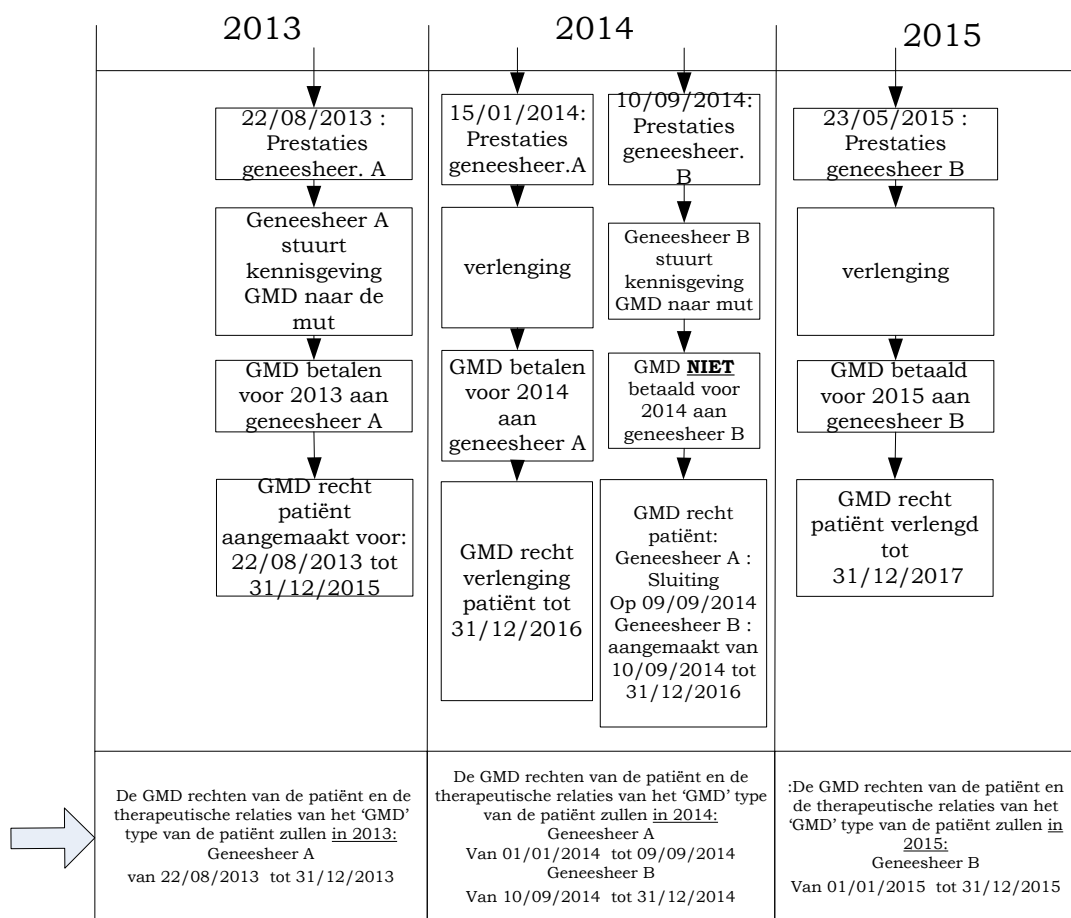 2013
2014
2015
22/08/2013 :
Prestaties
geneesheer. A
Geneesheer A
stuurt
kennisgeving
GMD naar de
mut
GMD betalen
voor 2013 aan
geneesheer A
GMD recht
patiënt
aangemaakt voor:
22/08/2013 tot
31/12/2015
15/01/2014:
Prestaties
geneesheer.A
verlenging
GMD betalen
voor 2014
aan
geneesheer A
GMD recht
verlenging
patiënt tot
31/12/2016
10/09/2014:
Prestaties
geneesheer.
B
Geneesheer B
stuurt
kennisgeving
GMD naar mut
GMD NIET
betaald voor
2014 aan
geneesheer B
GMD recht
patiënt:
Geneesheer A :
Sluiting
Op 09/09/2014
Geneesheer B :
aangemaakt van
10/09/2014 tot
31/12/2016
23/05/2015 :
Prestaties
geneesheer B
verlenging
GMD betaald
voor 2015 aan
geneesheer B
GMD recht
patiënt verlengd
tot
31/12/2017
De GMD rechten van de patiënt en de
therapeutische relaties van het ‘GMD’
type van de patiënt zullen in 2013:
Geneesheer A
van 22/08/2013 tot 31/12/2013
De GMD rechten van de patiënt en de
therapeutische relaties van het ‘GMD’ type
van de patiënt zullen in 2014:
Geneesheer A
Van 01/01/2014 tot 09/09/2014
Geneesheer B
Van 10/09/2014 tot 31/12/2014
:De GMD rechten van de patiënt en
de therapeutische relaties van het
‘GMD’ type van de patiënt zullen in
2015:
Geneesheer B
Van 01/01/2015 tot 31/12/2015